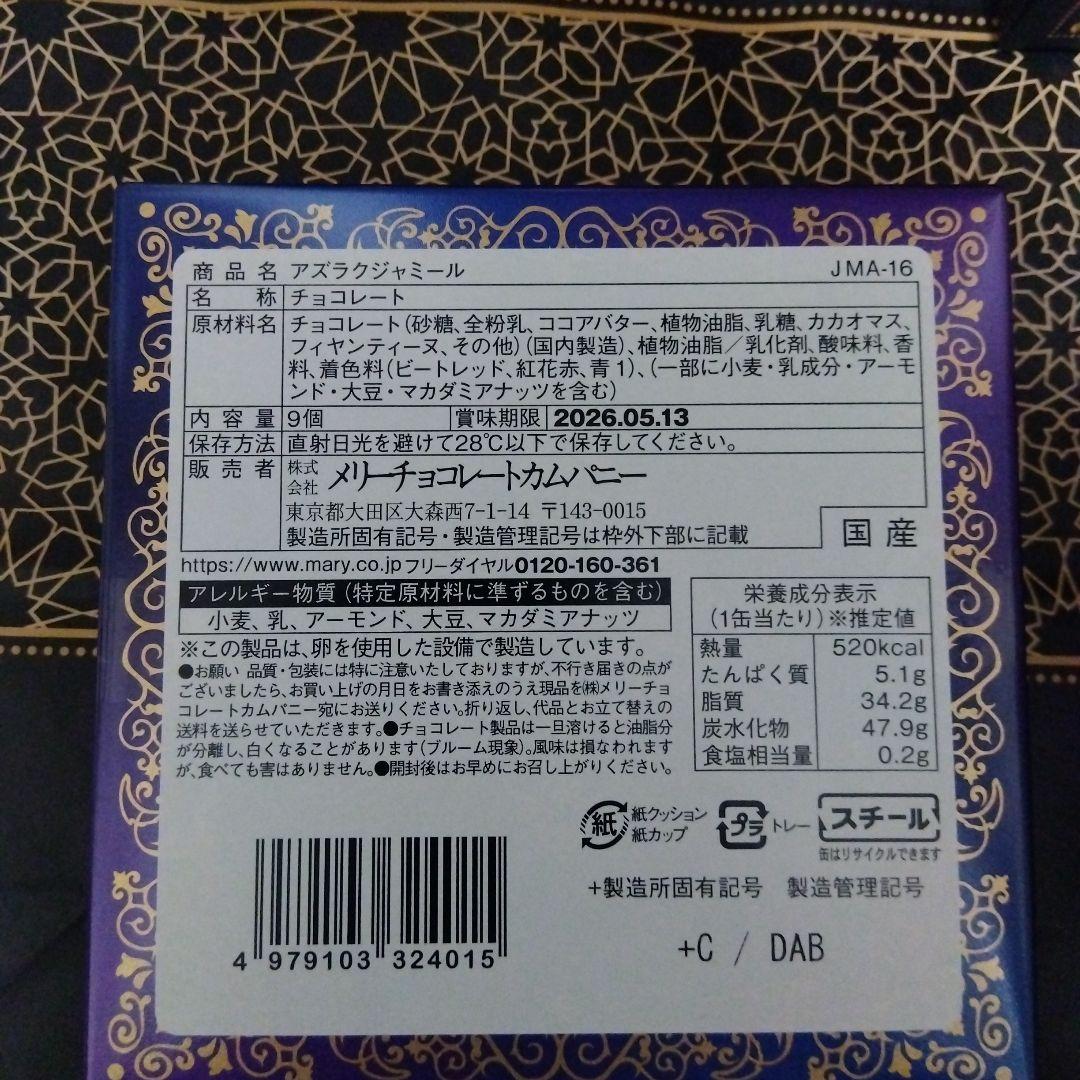 商品名 アズラクジャミール JMA-16
名称 チョコレート
原材料名 チョコレート(砂糖、全粉乳、ココアバター、植物油脂、乳糖、カカオマス、
フィヤンティーヌ、その他)(国内製造)、植物油脂/乳化剤、酸味料、香
料、着色料(ビートレッド、紅花赤、青1)、(一部に小麦・乳成分・アーモ
ンド・大豆・マカダミアナッツを含む)
内容量 9個 賞味期限 2026.05.13
保存方法 直射日光を避けて28℃以下で保存してください。
販売者 株式会社 メリーチョコレートカムパニー
東京都大田区大森西7-1-14 〒143-0015
製造所固有記号・製造管理記号は枠外下部に記載
国産
https://www.mary.co.jp フリーダイヤル0120-160-361
アレルギー物質(特定原材料に準ずるものを含む)
小麦、乳、アーモンド、大豆、マカダミアナッツ
※この製品は、卵を使用した設備で製造しています。
●お願い 品質・包装には特に注意いたしておりますが、不行き届きの点が
ございましたら、お買い上げの月日をお書き添えのうえ現品を㈱メリーチョ
コレートカムパニー宛にお送りください。折り返し、代品とお立て替えの
送料を送らせていただきます。●チョコレート製品は一旦溶けると油脂分
が分離し、白くなることがあります(ブルーム現象)。風味は損なわれます
が、食べても害はありません。●開封後はお早めにお召し上がりください。
栄養成分表示
(1缶当たり)※推定値
熱量 520kcal
たんぱく質 5.1g
脂質 34.2g
炭水化物 47.9g
食塩相当量 0.2g
紙 紙クッション
紙カップ
プラ トレー
スチール
缶はリサイクルできます
+製造所固有記号 製造管理記号
+C / DAB
4 979103 324015